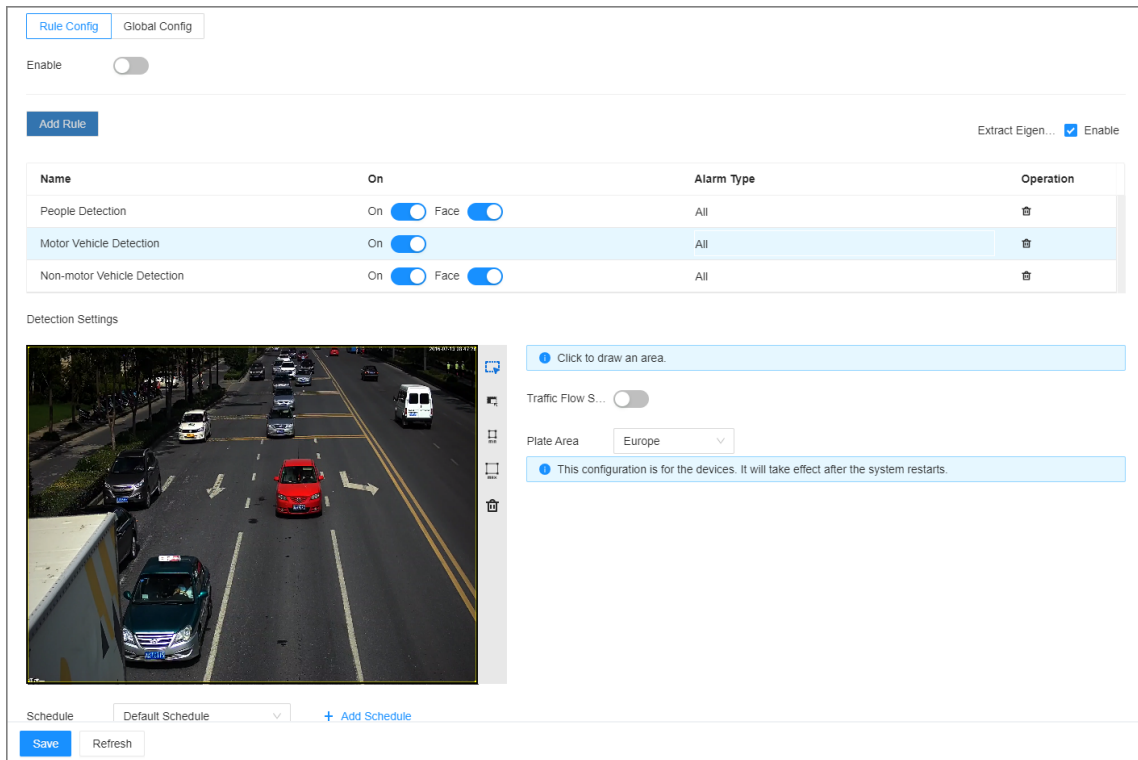 Rule Config Global Config
Enable
Add Rule
Extract Eigen... Enable
Name On Alarm Type Operation
People Detection On Face All
Motor Vehicle Detection On All
Non-motor Vehicle Detection On Face All
Detection Settings
Click to draw an area.
Traffic Flow S...
Plate Area Europe
This configuration is for the devices. It will take effect after the system restarts.
Schedule Default Schedule + Add Schedule
Save Refresh